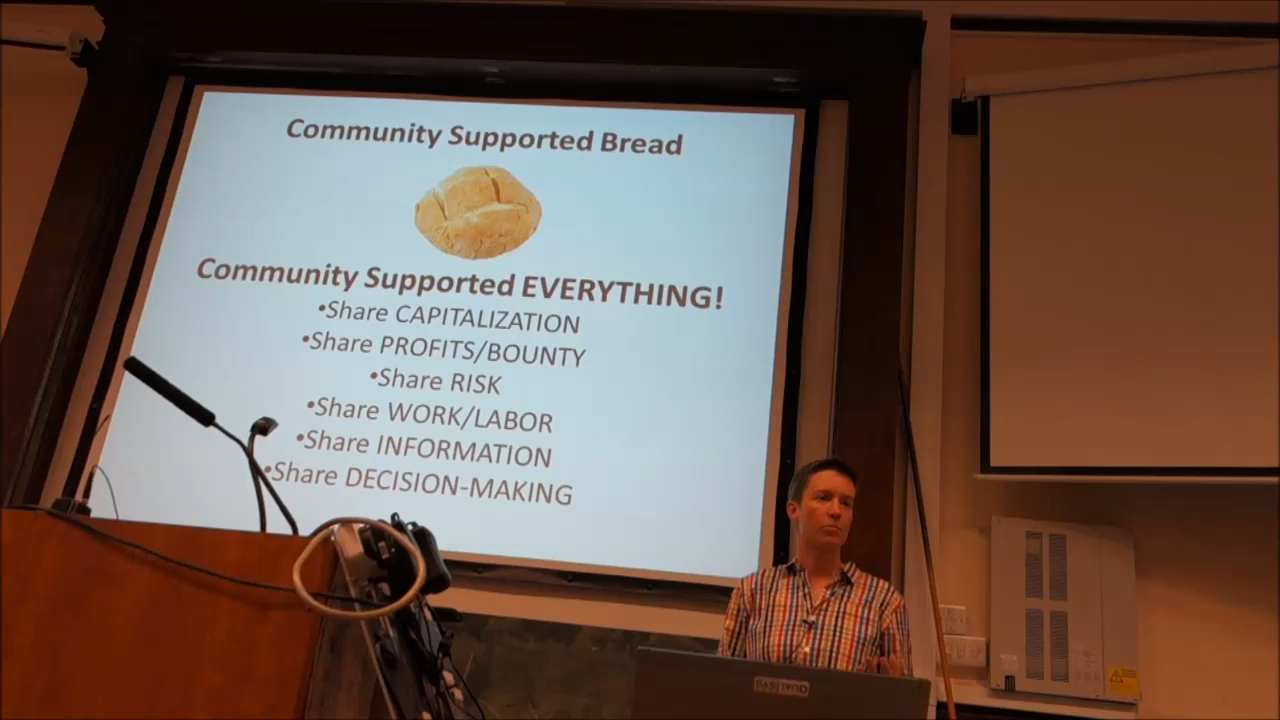 Community Supported Bread
Community Supported EVERYTHING!
•Share CAPITALIZATION
•Share PROFITS/BOUNTY
•Share RISK
•Share WORK/LABOR
•Share INFORMATION
•Share DECISION-MAKING